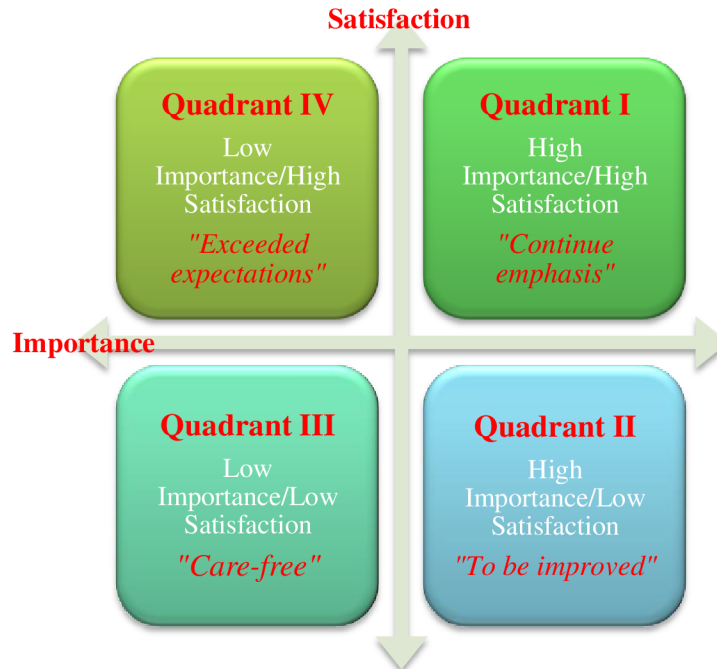 Satisfaction
Quadrant IV
Low
Importance/High
Satisfaction
"Exceeded
expectations"
Quadrant I
High
Importance/High
Satisfaction
"Continue
emphasis"
Importance
Quadrant III
Low
Importance/Low
Satisfaction
"Care-free"
Quadrant II
High
Importance/Low
Satisfaction
"To be improved"